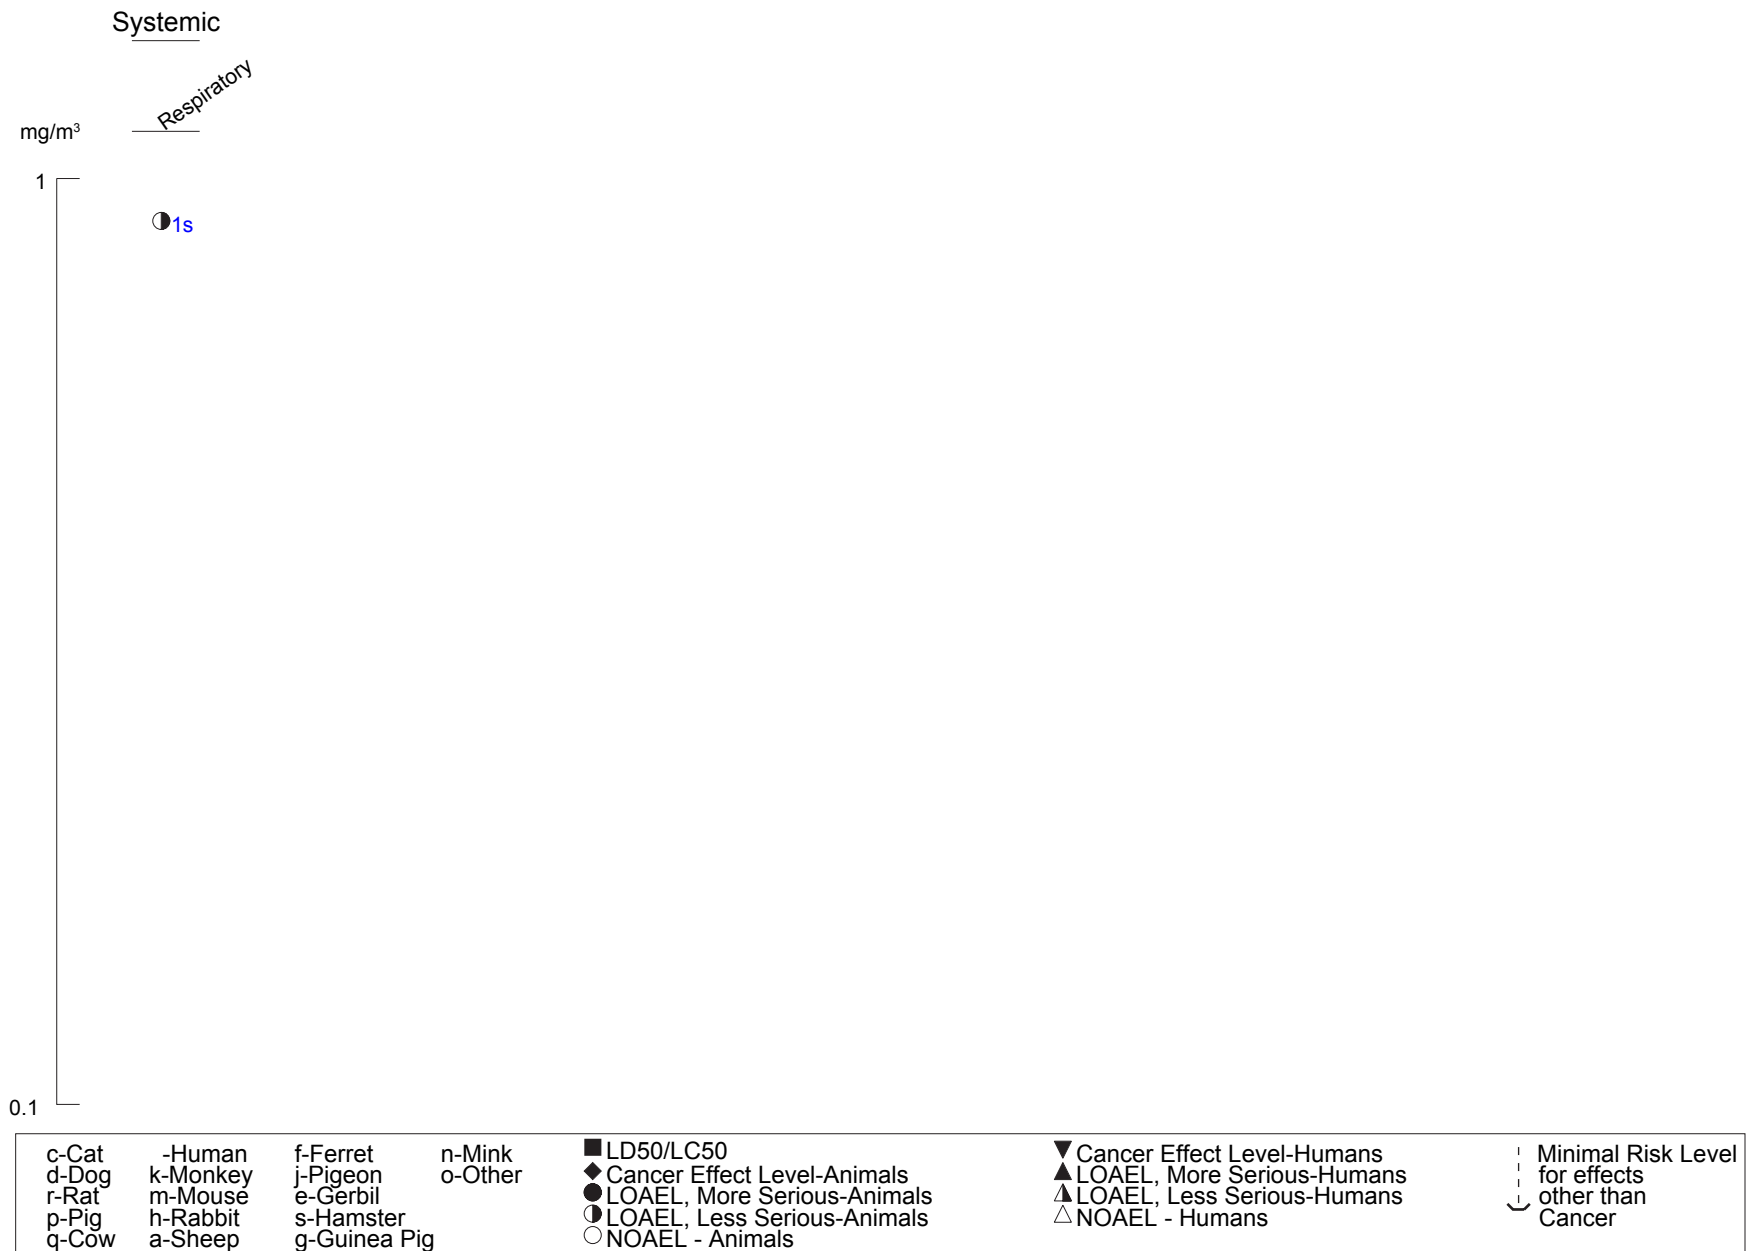 Systemic
Respiratory
mg/m³
1
1s
0.1
c-Cat -Human f-Ferret n-Mink
d-Dog k-Monkey j-Pigeon o-Other
r-Rat m-Mouse e-Gerbil
p-Pig h-Rabbit s-Hamster
q-Cow a-Sheep g-Guinea Pig
LD50/LC50
Cancer Effect Level-Animals
LOAEL, More Serious-Animals
LOAEL, Less Serious-Animals
NOAEL - Animals
Cancer Effect Level-Humans
LOAEL, More Serious-Humans
LOAEL, Less Serious-Humans
NOAEL - Humans
Minimal Risk Level
for effects
other than
Cancer